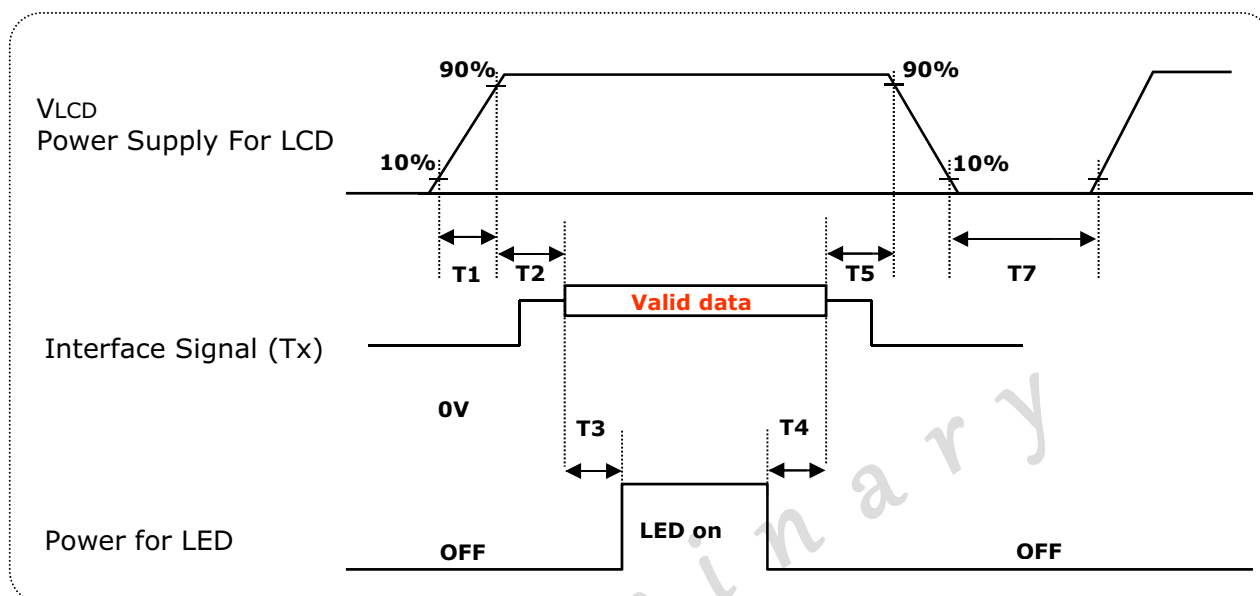 90%
90%
VLCD
Power Supply For LCD
10%
10%
T1
T2
T5
T7
Valid data
Interface Signal (Tx)
0V
T3
T4
LED on
Power for LED
OFF
OFF
inary